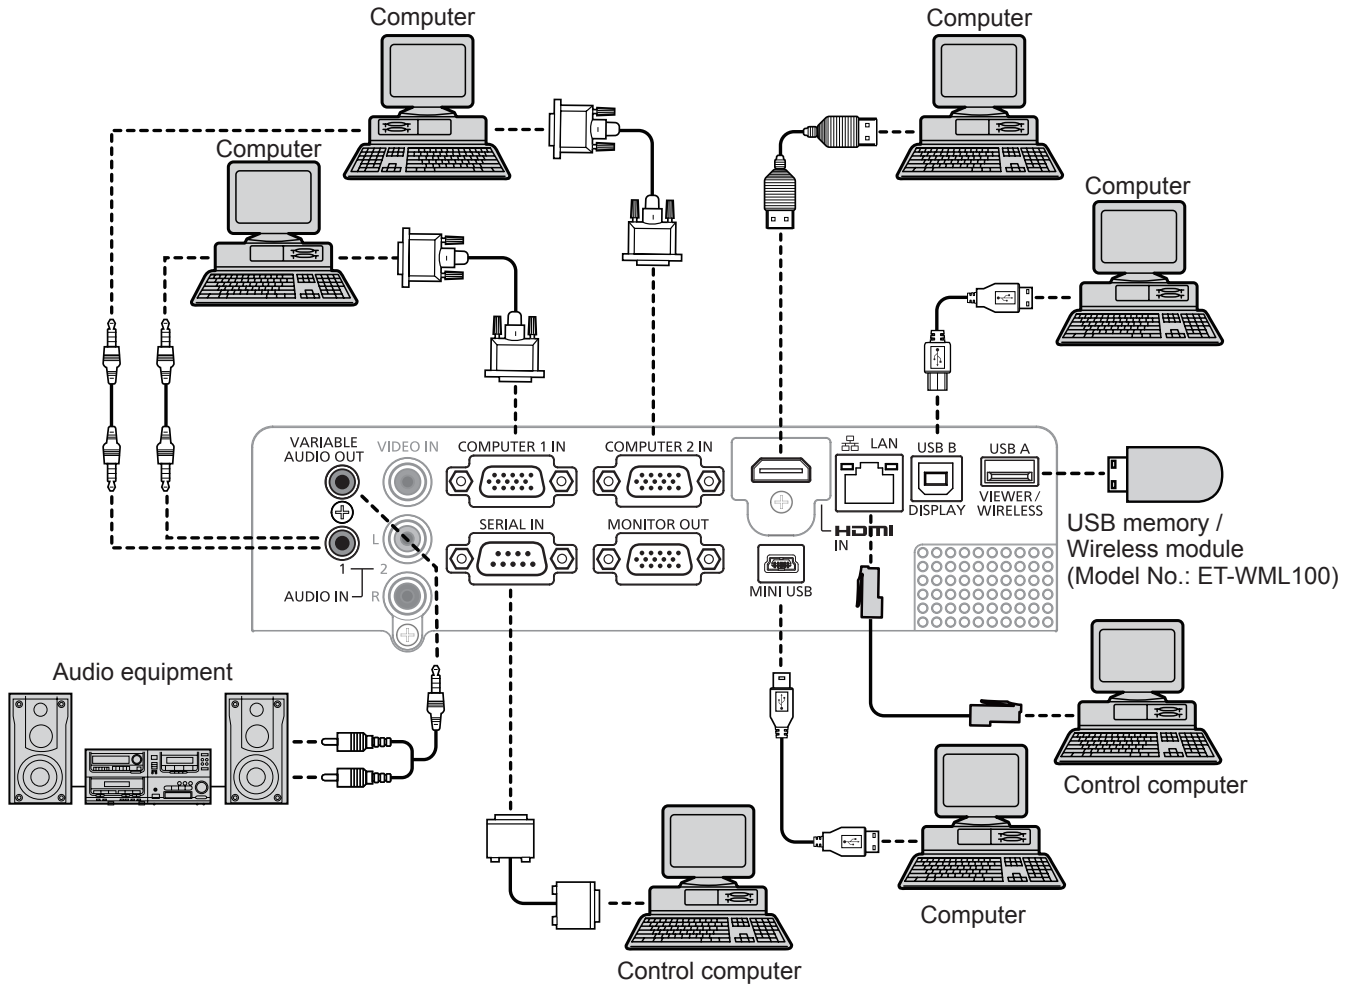 Computer
Computer
Computer
Computer
VARIABLE
AUDIO OUT
VIDEO IN
COMPUTER 1 IN
COMPUTER 2 IN
LAN
USB B
USB A
DISPLAY
VIEWER /
WIRELESS
SERIAL IN
MONITOR OUT
HDMI
IN
L
1
2
AUDIO IN
R
MINI USB
USB memory /
Wireless module
(Model No.: ET-WML100)
Audio equipment
Control computer
Computer
Control computer